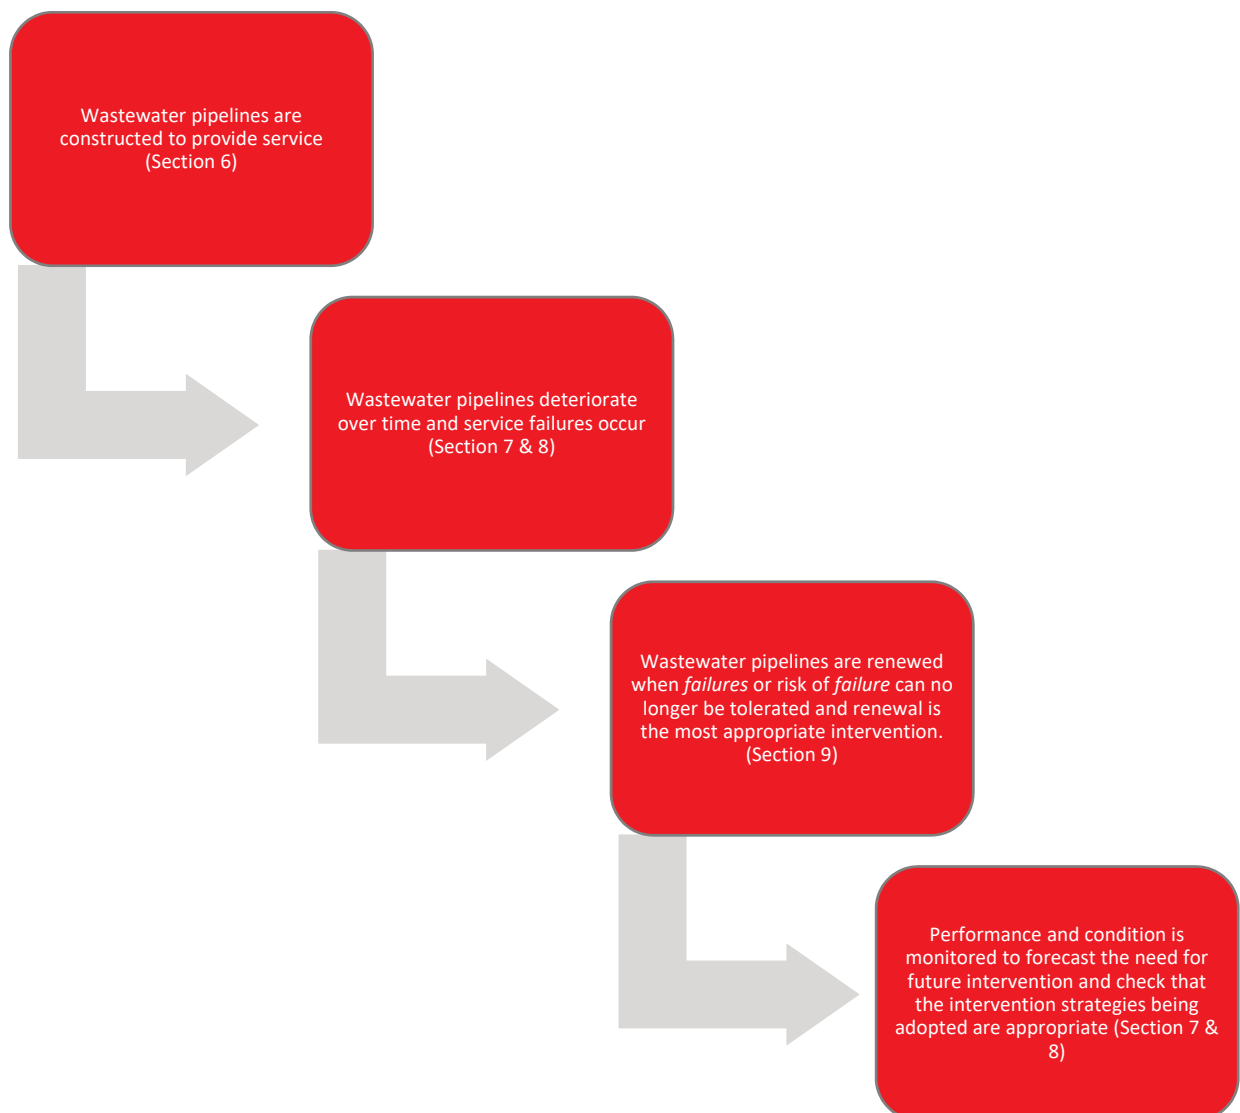 Wastewater pipelines are
constructed to provide service
(Section 6)
Wastewater pipelines deteriorate
over time and service failures occur
(Section 7 & 8)
Wastewater pipelines are renewed
when failures or risk of failure can no
longer be tolerated and renewal is
the most appropriate intervention.
(Section 9)
Performance and condition is
monitored to forecast the need for
future intervention and check that
the intervention strategies being
adopted are appropriate (Section 7 &
8)